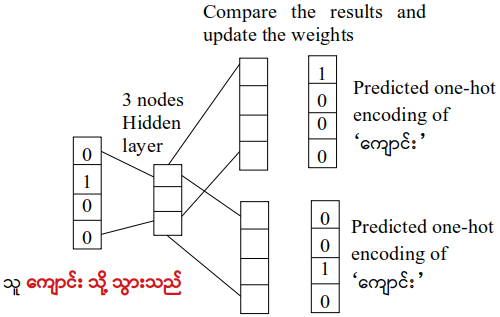 Compare the results and
update the weights
3 nodes
Hidden
layer
0
1
0
0
1
0
0
0
Predicted one-hot
encoding of
‘ကျောင်း’
0
0
1
0
Predicted one-hot
encoding of
‘ကျောင်း’
သူ ကျောင်း သို့ သွားသည်